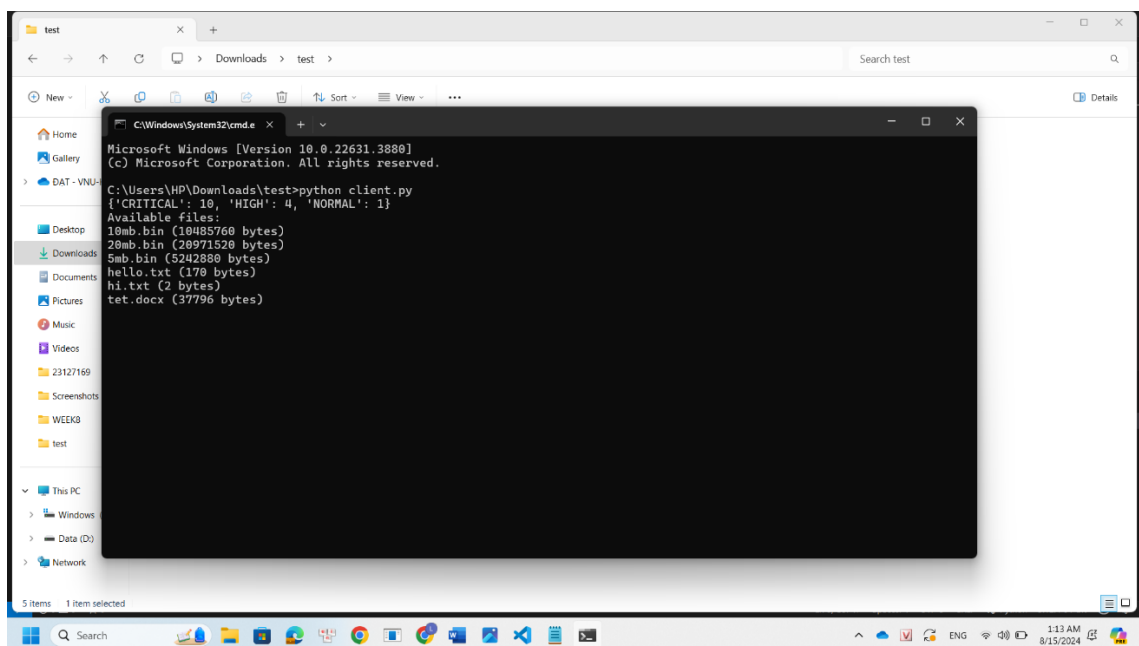 test
Downloads > test >
Search test
New
Sort
View
Details
Home
Gallery
ĐAT - VNU-
Desktop
Downloads
Documents
Pictures
Music
Videos
23127169
Screenshots
WEEK8
test
This PC
Windows
Data (D:)
Network
5 items 1 item selected
C:\Windows\System32\cmd.e
Microsoft Windows [Version 10.0.22631.3880]
(c) Microsoft Corporation. All rights reserved.
C:\Users\HP\Downloads\test>python client.py
{'CRITICAL': 10, 'HIGH': 4, 'NORMAL': 1}
Available files:
10mb.bin (10485760 bytes)
20mb.bin (20971520 bytes)
5mb.bin (5242880 bytes)
hello.txt (170 bytes)
hi.txt (2 bytes)
tet.docx (37796 bytes)
Search
ENG
1:13 AM
8/15/2024